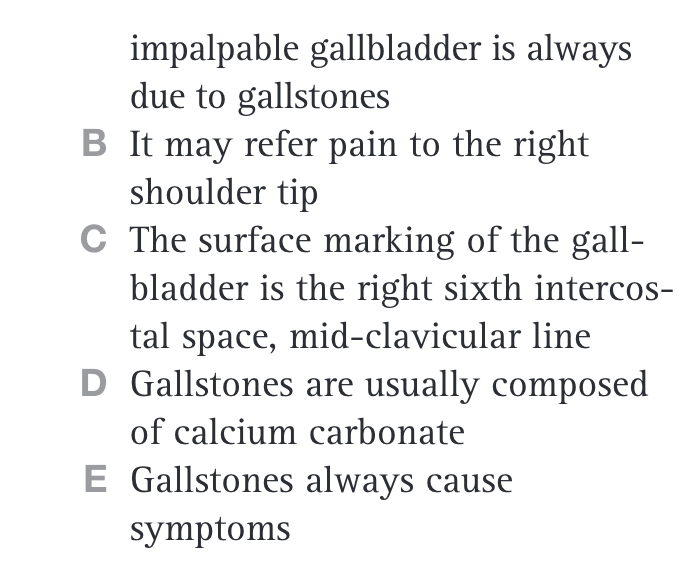 impalpable gallbladder is always
due to gallstones
B It may refer pain to the right
shoulder tip
C The surface marking of the gall-
bladder is the right sixth intercos-
tal space, mid-clavicular line
D Gallstones are usually composed
of calcium carbonate
E Gallstones always cause
symptoms